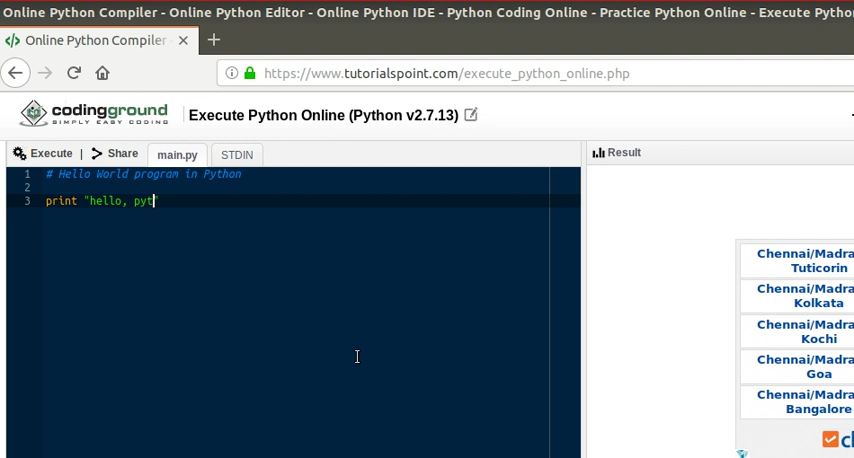 Online Python Compiler - Online Python Editor - Online Python IDE - Python Coding Online - Practice Python Online - Execute
Online Python Compiler
https://www.tutorialspoint.com/execute_python_online.php
codingground
SIMPLY EASY CODING
Execute Python Online (Python v2.7.13)
Execute | Share main.py STDIN
Result
1 # Hello World program in Python
2
3 print "hello, pyt"
Chennai/Madra
Tuticorin
Chennai/Madra
Kolkata
Chennai/Madra
Kochi
Chennai/Madra
Goa
Chennai/Madra
Bangalore